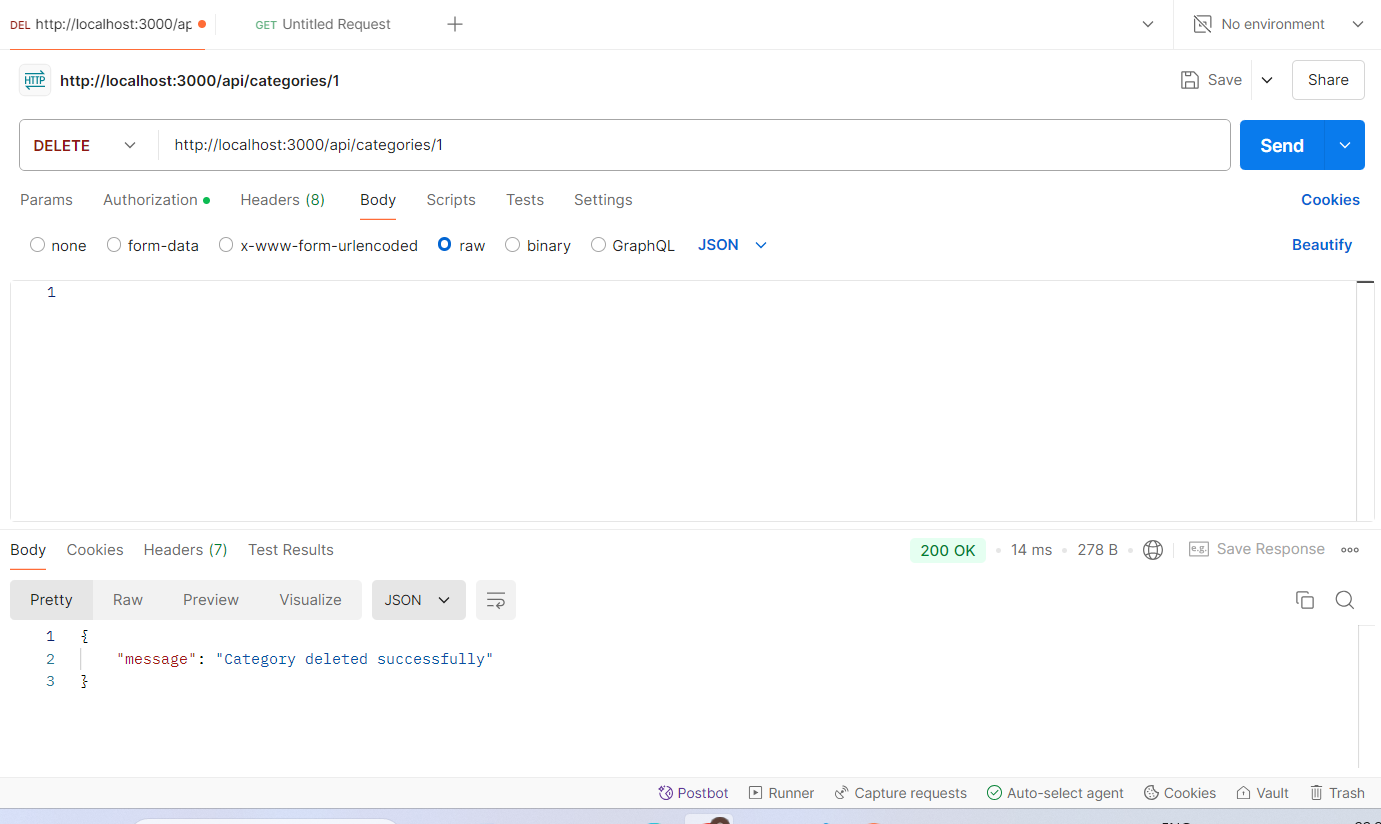 DEL http://localhost:3000/ap GET Untitled Request No environment
HTTP http://localhost:3000/api/categories/1 Save Share
DELETE http://localhost:3000/api/categories/1 Send
Params Authorization Headers (8) Body Scripts Tests Settings Cookies
none form-data x-www-form-urlencoded raw binary GraphQL JSON Beautify
1
Body Cookies Headers (7) Test Results 200 OK 14 ms 278 B e.g. Save Response
Pretty Raw Preview Visualize JSON
1 {
2 "message": "Category deleted successfully"
3 }
Postbot Runner Capture requests Auto-select agent Cookies Vault Trash